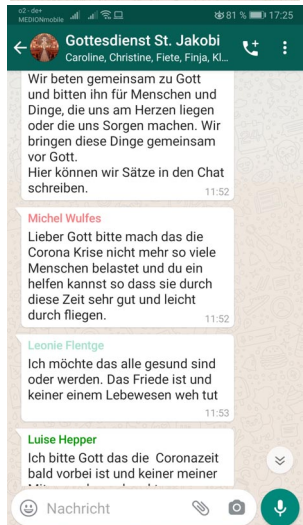 o2 - de+
MEDIONmobile
81 % 17:25
Gottesdienst St. Jakobi
Caroline, Christine, Fiete, Finja, Kl...
Wir beten gemeinsam zu Gott
und bitten ihn für Menschen und
Dinge, die uns am Herzen liegen
oder die uns Sorgen machen. Wir
bringen diese Dinge gemeinsam
vor Gott.
Hier können wir Sätze in den Chat
schreiben.
11:52
Michel Wulfes
Lieber Gott bitte mach das die
Corona Krise nicht mehr so viele
Menschen belastet und du ein
helfen kannst so dass sie durch
diese Zeit sehr gut und leicht
durch fliegen.
11:52
Leonie Flentge
Ich möchte das alle gesund sind
oder werden. Das Friede ist und
keiner einem Lebewesen weh tut
11:53
Luise Hepper
Ich bitte Gott das die Coronazeit
bald vorbei ist und keiner meiner
Nachricht